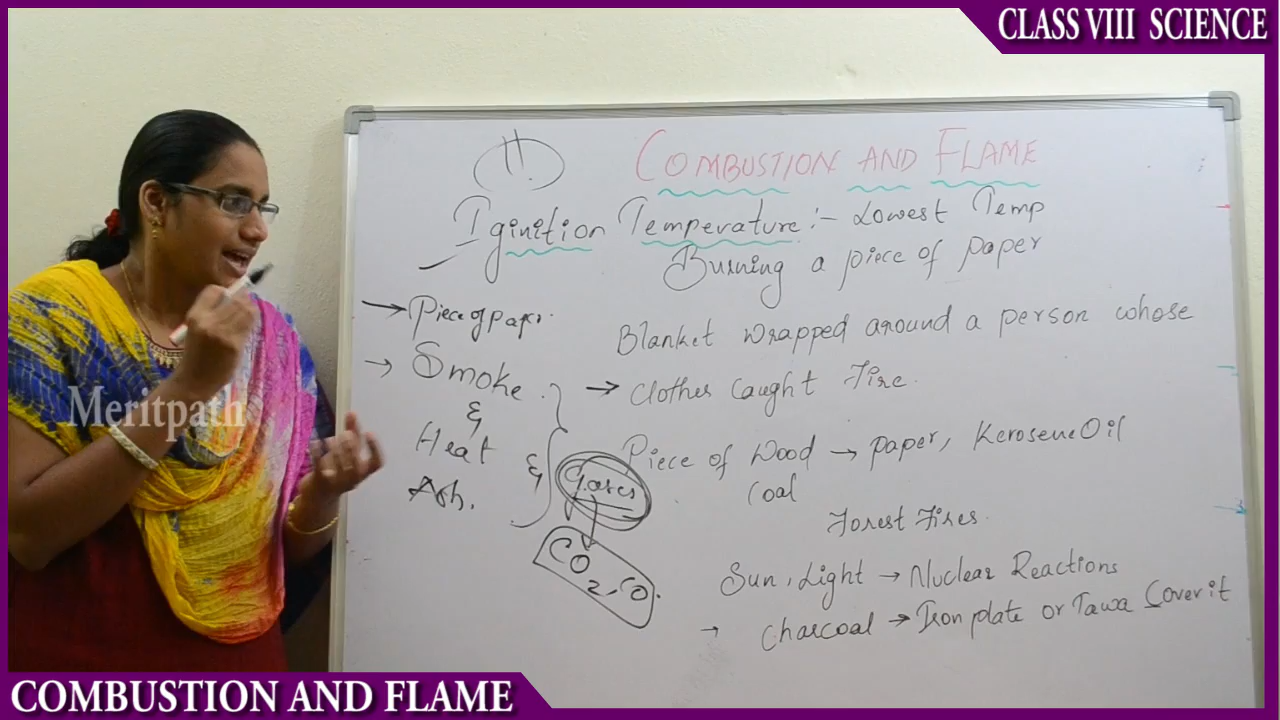 CLASS VIII SCIENCE
11.
COMBUSTION AND FLAME
Iginition Temperature :- Lowest Temp
Burning a piece of paper
→ Piece of paper.
→ Smoke
&
Heat
Ash.
& Gases
CO2, CO.
Blanket wrapped around a person whose
→ clothes caught Fire.
Piece of Wood → paper, Kerosene Oil
Coal
Forest Fires.
Sun, Light → Nuclear Reactions
→ Charcoal → Iron plate or Tawa Cover it
Meritpath
COMBUSTION AND FLAME